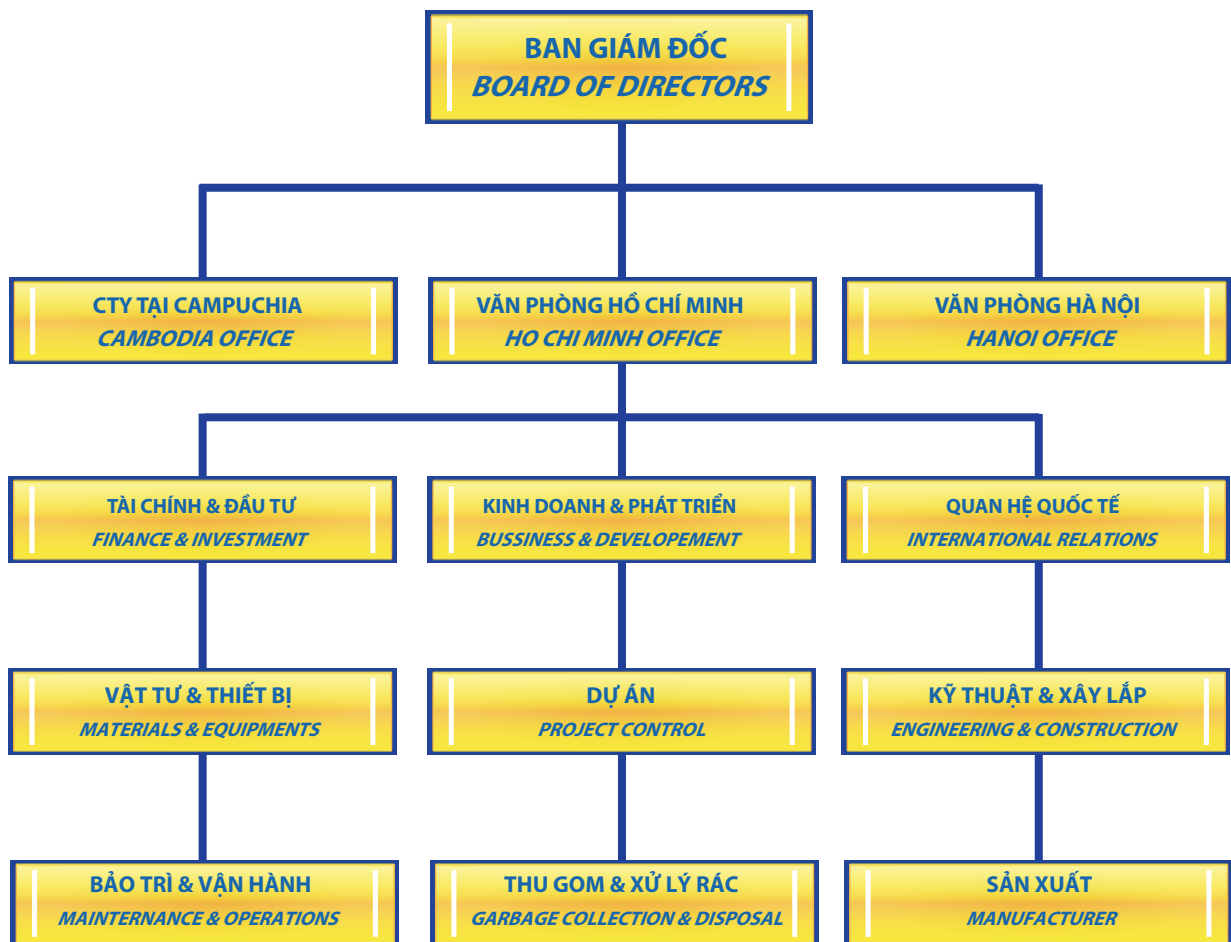 BAN GIÁM ĐỐC
BOARD OF DIRECTORS
CTY TẠI CAMPUCHIA
CAMBODIA OFFICE
VĂN PHÒNG HỒ CHÍ MINH
HO CHI MINH OFFICE
VĂN PHÒNG HÀ NỘI
HANOI OFFICE
TÀI CHÍNH & ĐẦU TƯ
FINANCE & INVESTMENT
KINH DOANH & PHÁT TRIỂN
BUSSINESS & DEVELOPEMENT
QUAN HỆ QUỐC TẾ
INTERNATIONAL RELATIONS
VẬT TƯ & THIẾT BỊ
MATERIALS & EQUIPMENTS
DỰ ÁN
PROJECT CONTROL
KỸ THUẬT & XÂY LẮP
ENGINEERING & CONSTRUCTION
BẢO TRÌ & VẬN HÀNH
MAINTERNANCE & OPERATIONS
THU GOM & XỬ LÝ RÁC
GARBAGE COLLECTION & DISPOSAL
SẢN XUẤT
MANUFACTURER